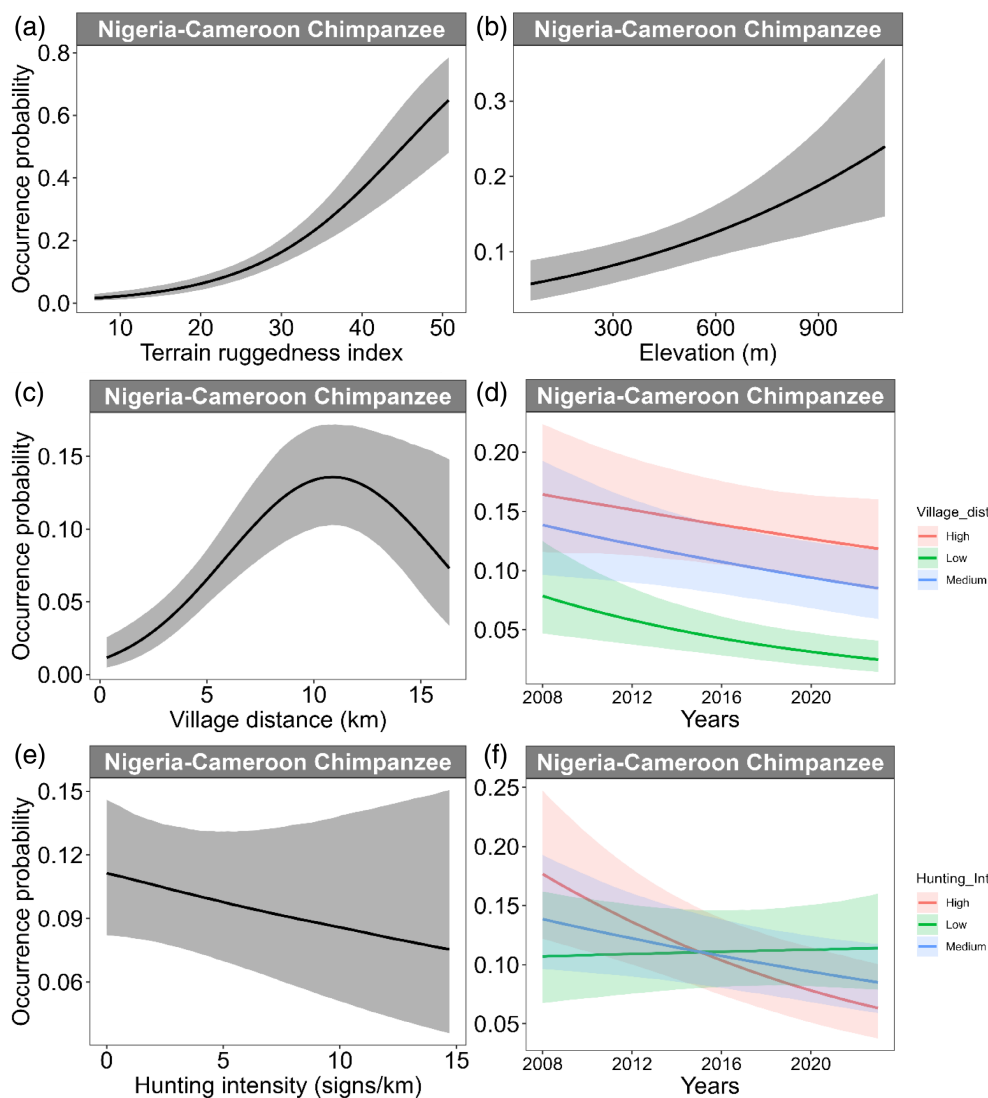 (a)
Nigeria-Cameroon Chimpanzee
Occurrence probability
0.8
0.6
0.4
0.2
0.0
10 20 30 40 50
Terrain ruggedness index
(b)
Nigeria-Cameroon Chimpanzee
0.3
0.2
0.1
300 600 900
Elevation (m)
(c)
Nigeria-Cameroon Chimpanzee
Occurrence probability
0.15
0.10
0.05
0.00
0 5 10 15
Village distance (km)
(d)
Nigeria-Cameroon Chimpanzee
0.20
0.15
0.10
0.05
2008 2012 2016 2020
Years
Village_dist
High
Low
Medium
(e)
Nigeria-Cameroon Chimpanzee
Occurrence probability
0.15
0.12
0.09
0.06
0 5 10 15
Hunting intensity (signs/km)
(f)
Nigeria-Cameroon Chimpanzee
0.25
0.20
0.15
0.10
0.05
2008 2012 2016 2020
Years
Hunting_Int
High
Low
Medium